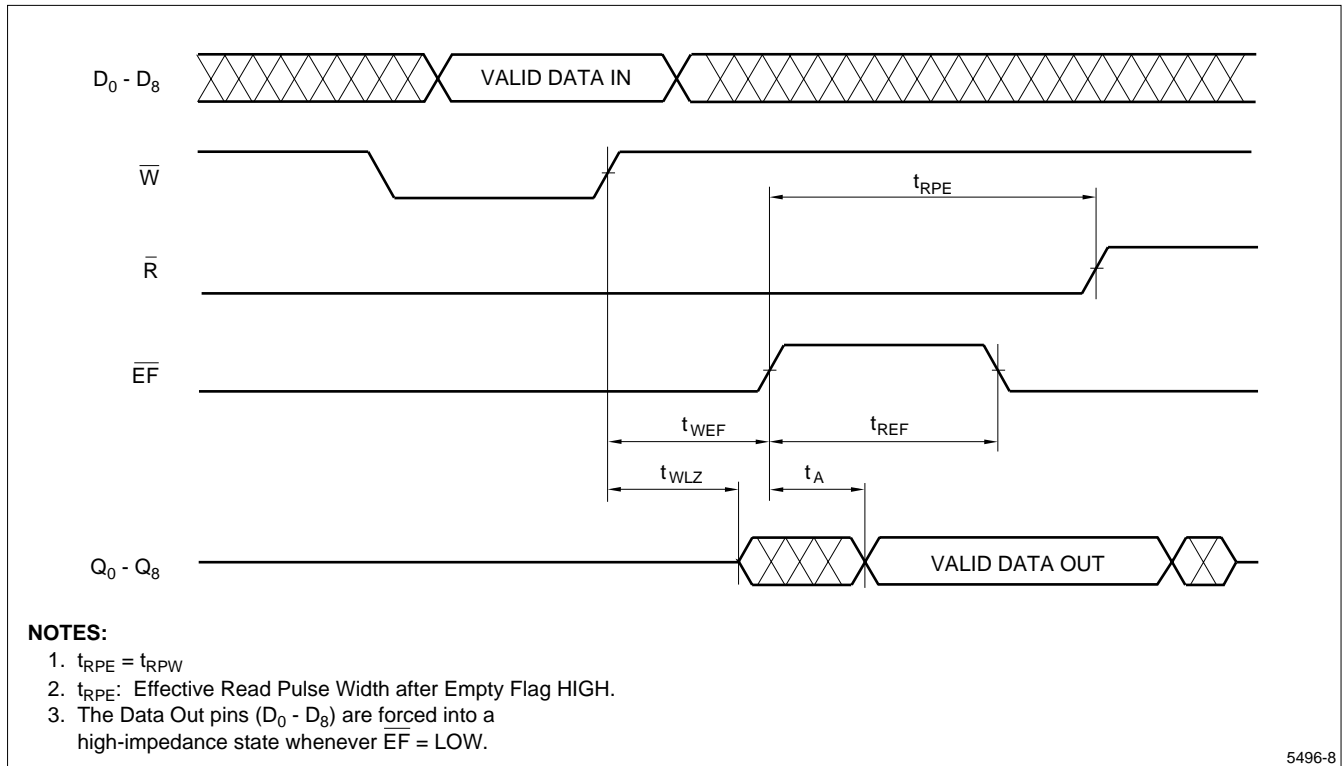 D0 - D8
VALID DATA IN
W̅
tRPE
R̅
E̅F̅
tWEF
tREF
tWLZ
tA
Q0 - Q8
VALID DATA OUT
NOTES:
1. tRPE = tRPW
2. tRPE: Effective Read Pulse Width after Empty Flag HIGH.
3. The Data Out pins (D0 - D8) are forced into a
high-impedance state whenever E̅F̅ = LOW.
5496-8